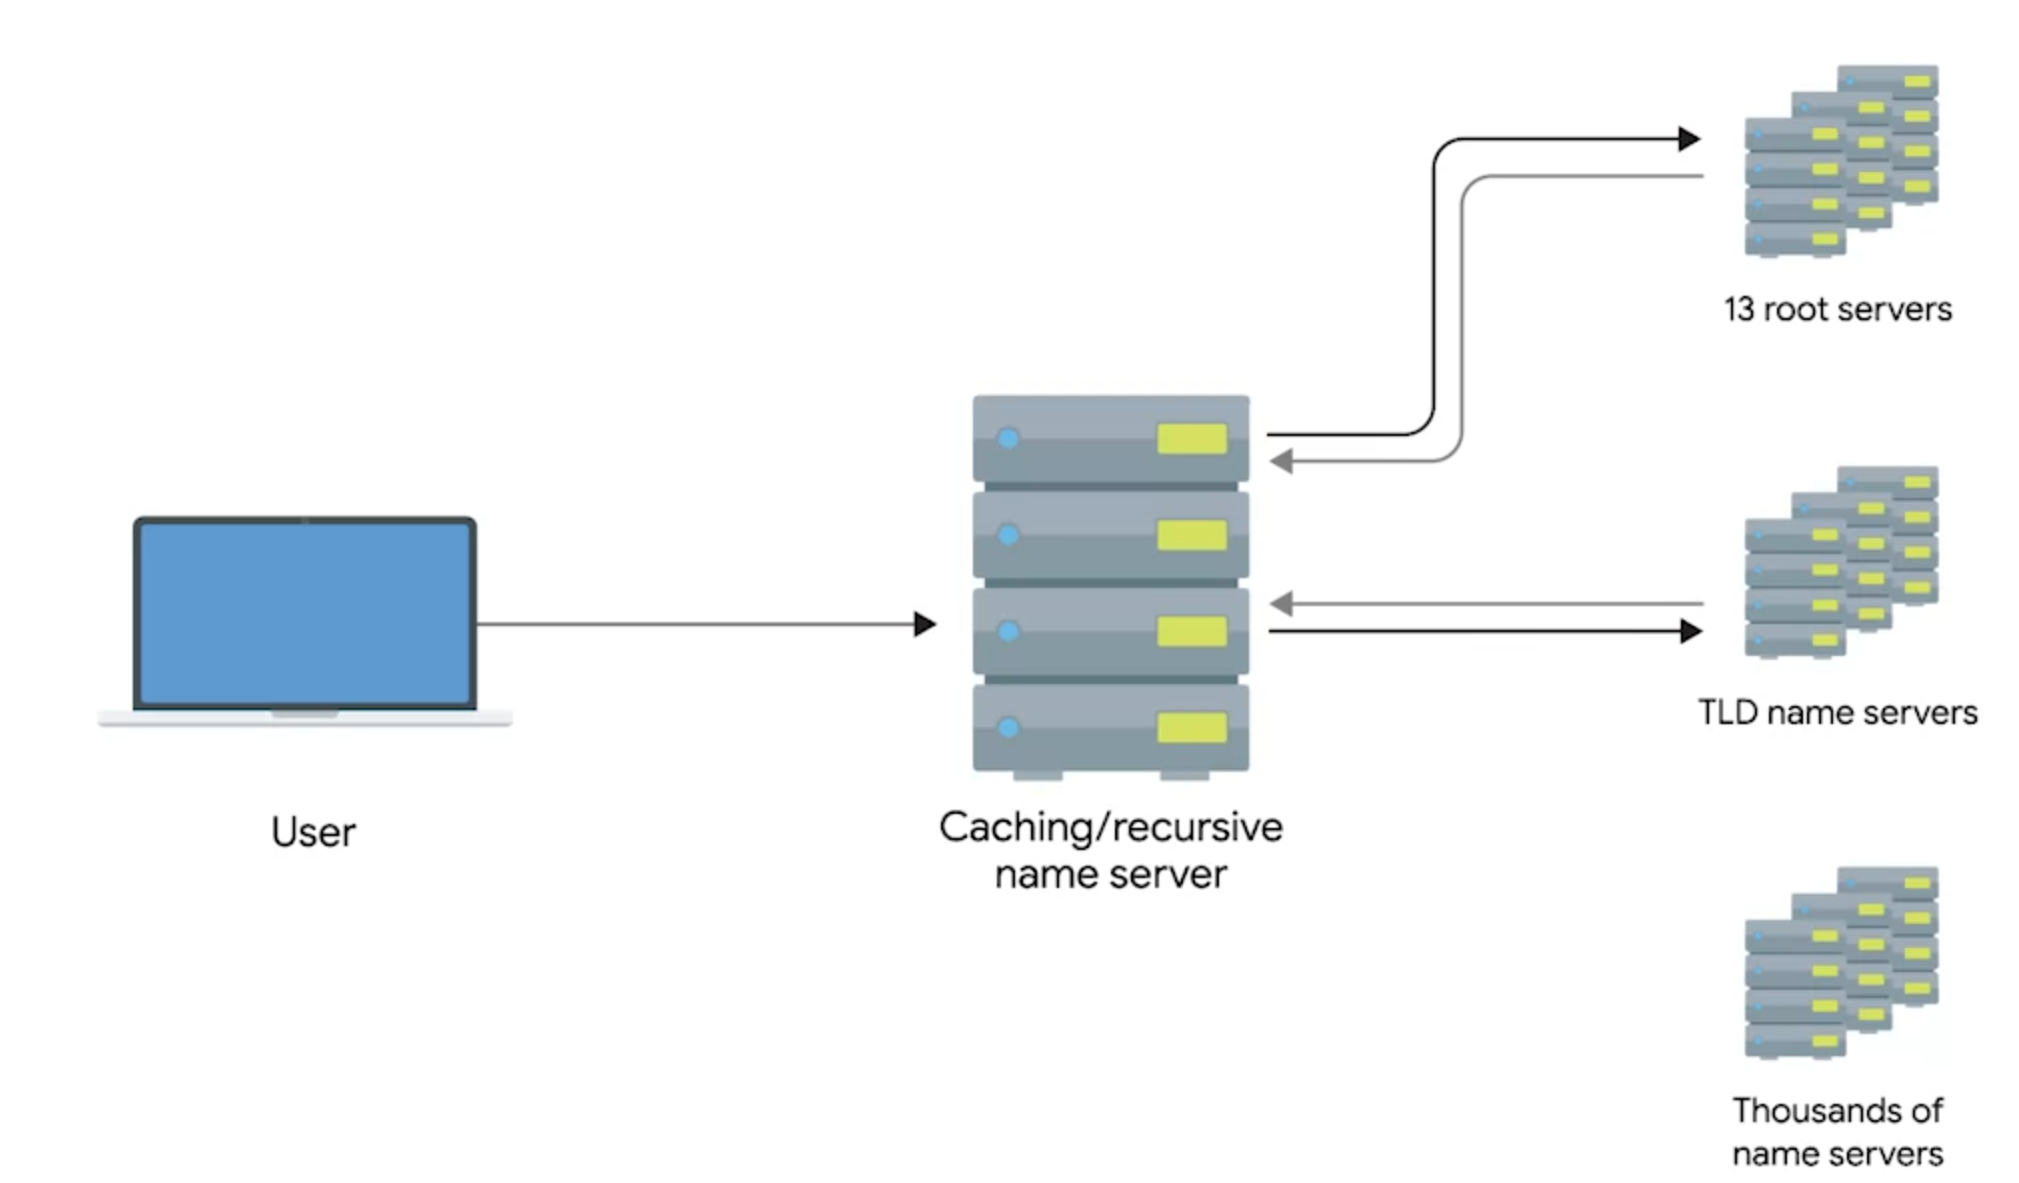 13 root servers
TLD name servers
User
Caching/recursive
name server
Thousands of
name servers